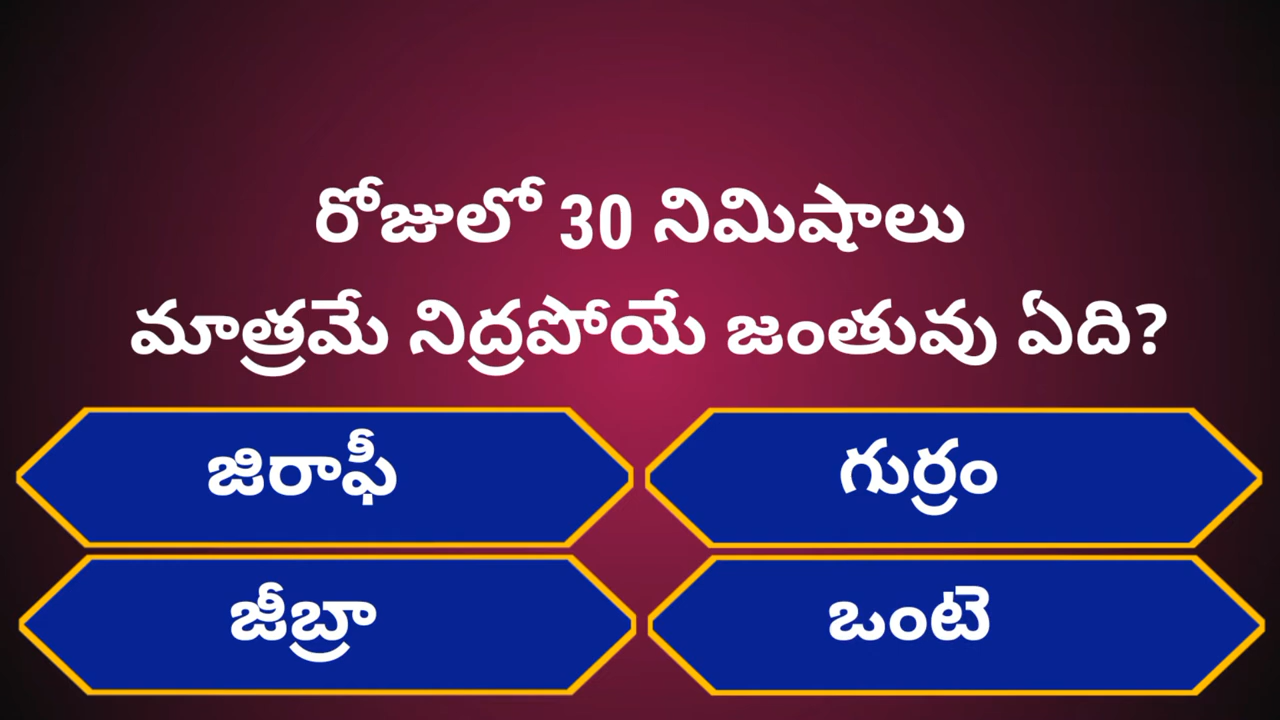 రోజులో 30 నిమిషాలు
మాత్రమే నిద్రపోయే జంతువు ఏది?
జిరాఫీ
గుర్రం
జీబ్రా
ఒంటె